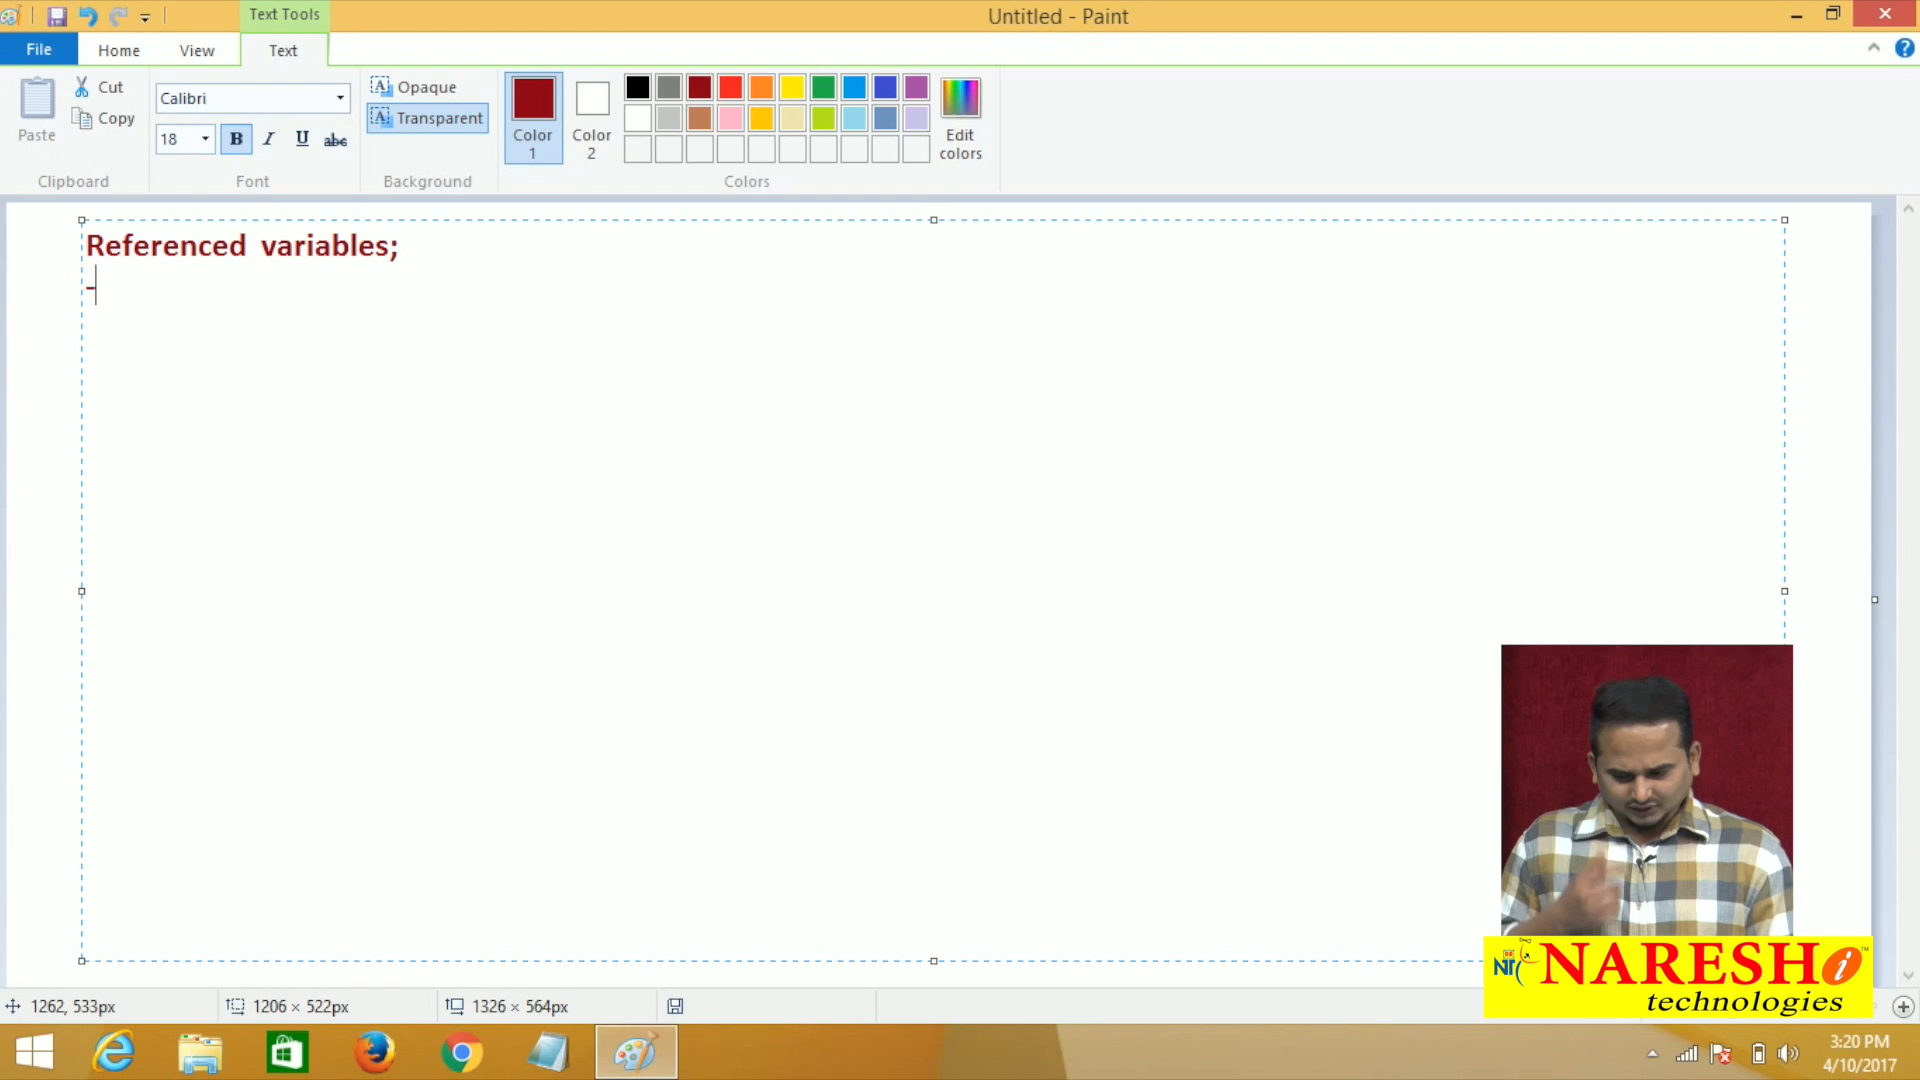 Text Tools
Untitled - Paint
File
Home
View
Text
Paste
Cut
Copy
Clipboard
Calibri
18
B
I
U
abc
Font
Opaque
Transparent
Background
Color
1
Color
2
Edit
colors
Colors
Referenced variables;
-
1262, 533px
1206 × 522px
1326 × 564px
NARESH i
technologies
3:20 PM
4/10/2017